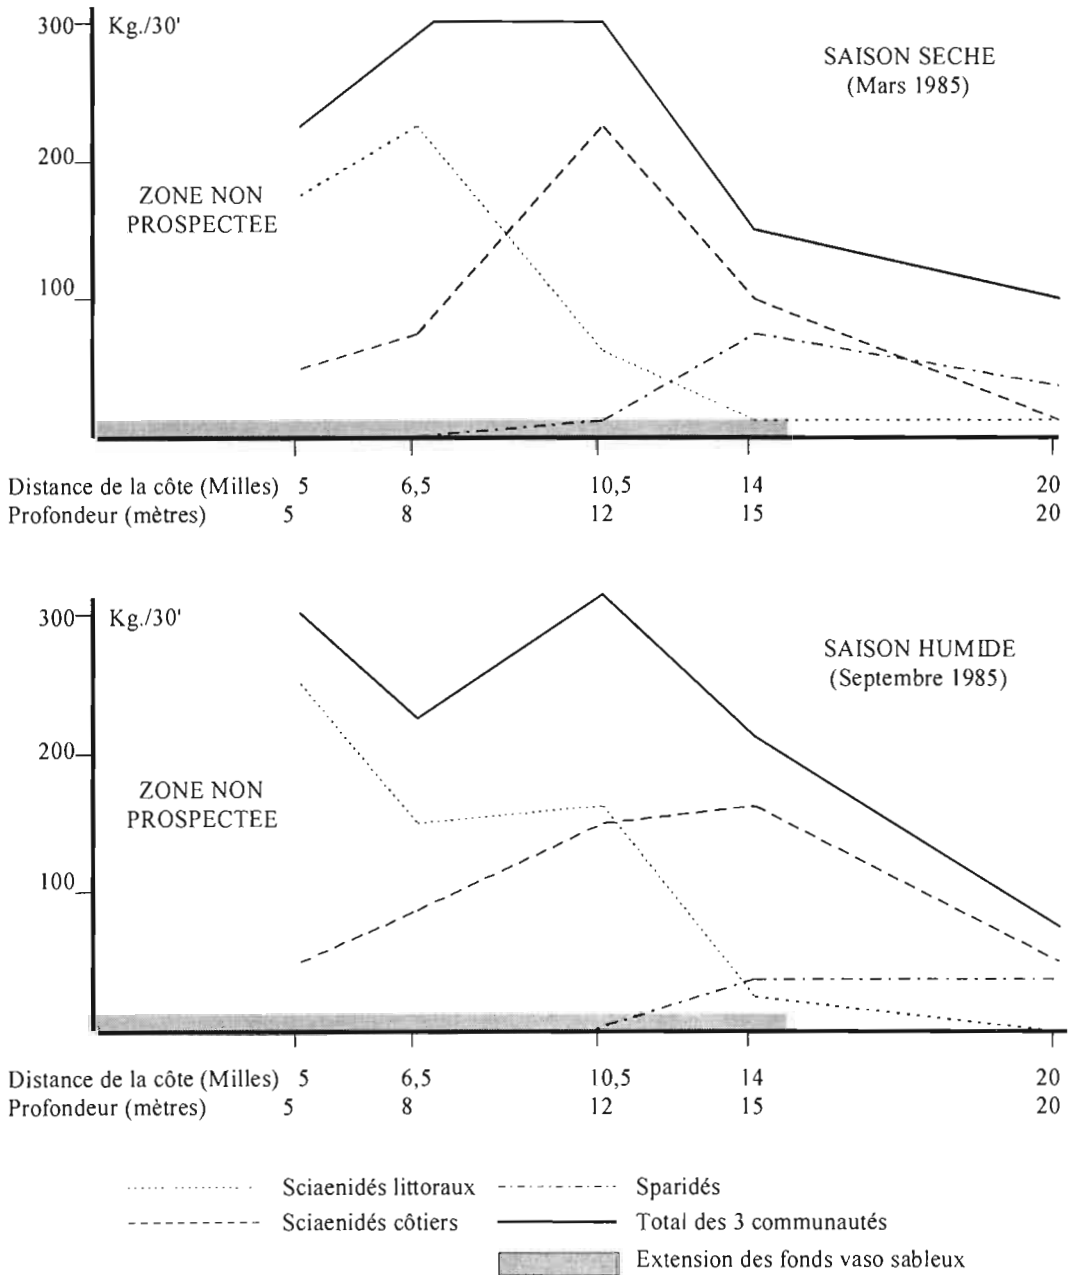 300 Kg./30'
SAISON SECHE
(Mars 1985)
200
ZONE NON
PROSPECTEE
100
Distance de la côte (Milles) 5 6,5 10,5 14 20
Profondeur (mètres) 5 8 12 15 20
300 Kg./30'
SAISON HUMIDE
(Septembre 1985)
200
ZONE NON
PROSPECTEE
100
Distance de la côte (Milles) 5 6,5 10,5 14 20
Profondeur (mètres) 5 8 12 15 20
Sciaenidés littoraux Sparidés
Sciaenidés côtiers Total des 3 communautés
Extension des fonds vaso sableux